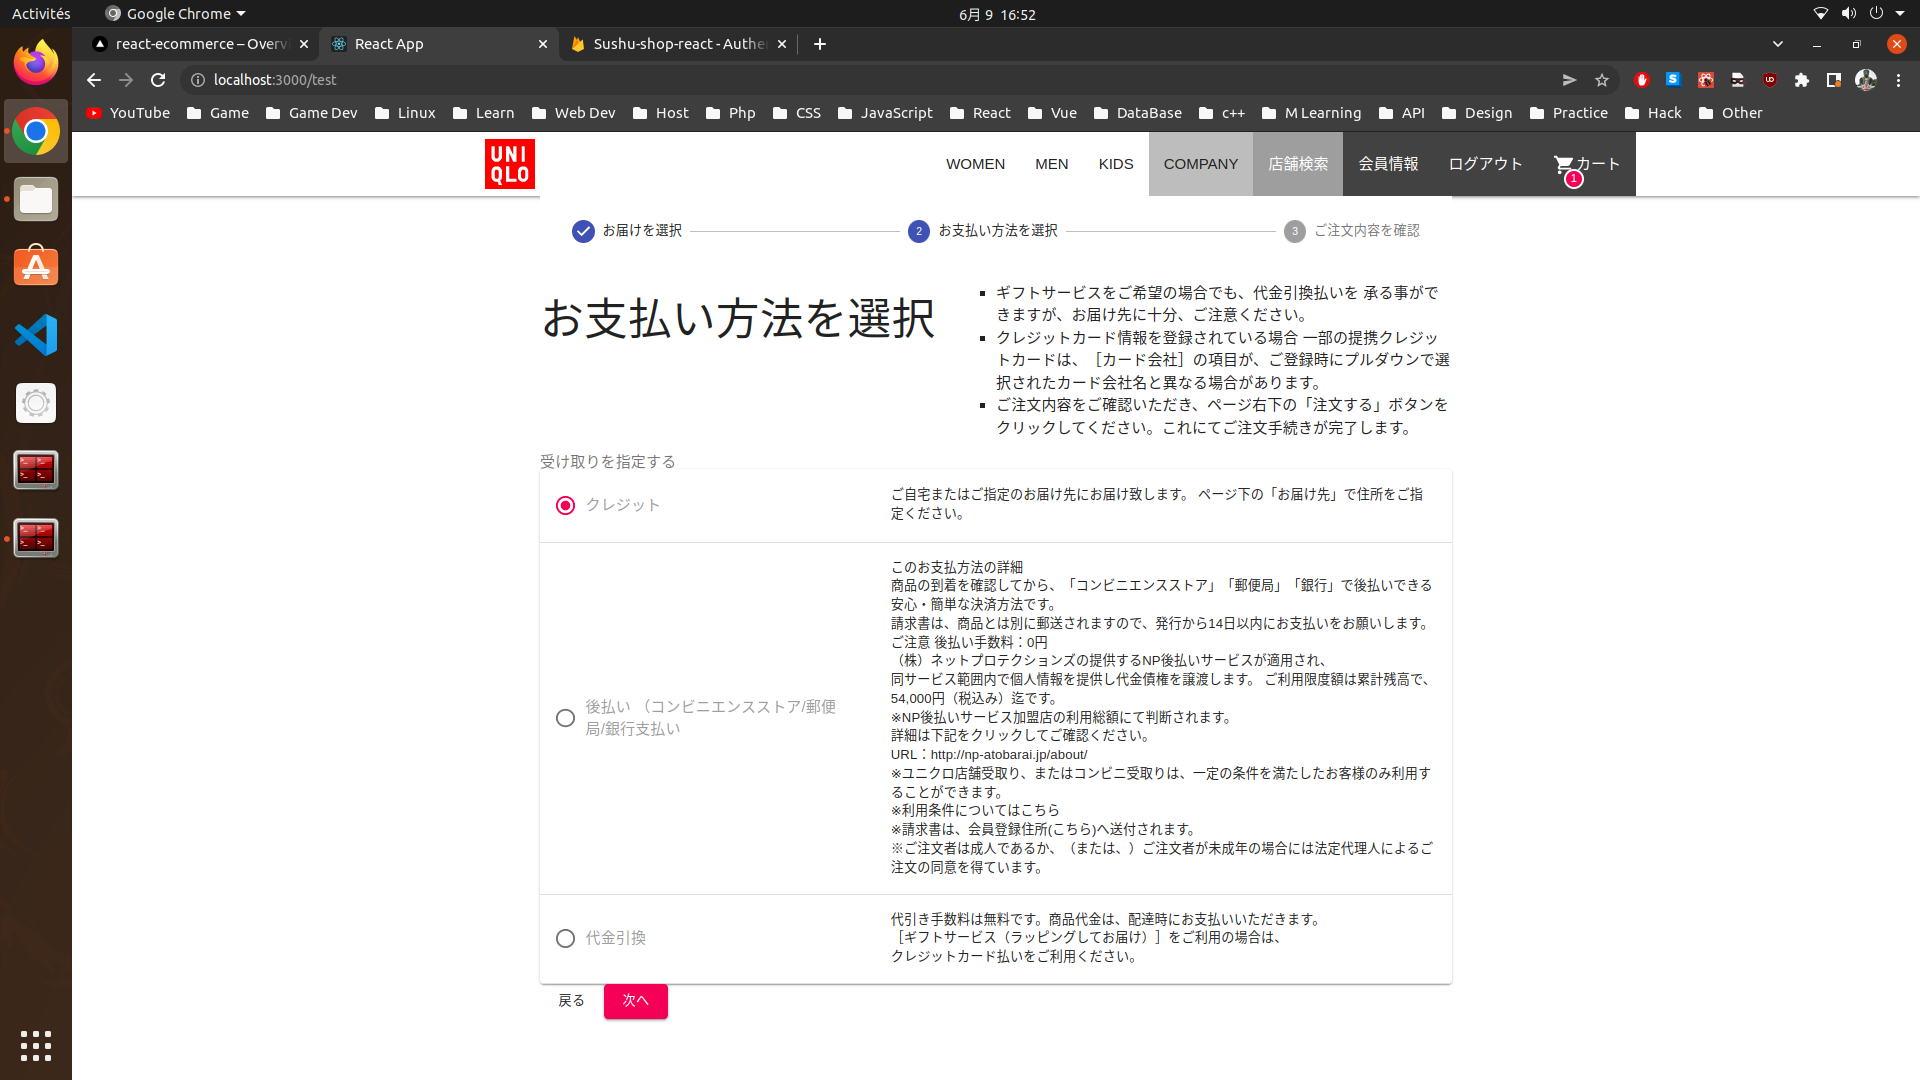 Activités
Google Chrome
6月 9 16:52
react-ecommerce – Overvi
React App
Sushu-shop-react - Authe
localhost:3000/test
YouTube
Game
Game Dev
Linux
Learn
Web Dev
Host
Php
CSS
JavaScript
React
Vue
DataBase
c++
M Learning
API
Design
Practice
Hack
Other
UNI
QLO
WOMEN
MEN
KIDS
COMPANY
店舗検索
会員情報
ログアウト
カート
1
お届けを選択
2
お支払い方法を選択
3
ご注文内容を確認
お支払い方法を選択
ギフトサービスをご希望の場合でも、代金引換払いを 承る事がで
きますが、お届け先に十分、ご注意ください。
クレジットカード情報を登録されている場合 一部の提携クレジッ
トカードは、［カード会社］の項目が、ご登録時にプルダウンで選
択されたカード会社名と異なる場合があります。
ご注文内容をご確認いただき、ページ右下の「注文する」ボタンを
クリックしてください。これにてご注文手続きが完了します。
受け取りを指定する
クレジット
ご自宅またはご指定のお届け先にお届け致します。 ページ下の「お届け先」で住所をご指
定ください。
後払い （コンビニエンスストア/郵便
局/銀行支払い
このお支払方法の詳細
商品の到着を確認してから、「コンビニエンスストア」「郵便局」「銀行」で後払いできる
安心・簡単な決済方法です。
請求書は、商品とは別に郵送されますので、発行から14日以内にお支払いをお願いします。
ご注意 後払い手数料：0円
（株）ネットプロテクションズの提供するNP後払いサービスが適用され、
同サービス範囲内で個人情報を提供し代金債権を譲渡します。 ご利用限度額は累計残高で、
54,000円（税込み）迄です。
※NP後払いサービス加盟店の利用総額にて判断されます。
詳細は下記をクリックしてご確認ください。
URL：http://np-atobarai.jp/about/
※ユニクロ店舗受取り、またはコンビニ受取りは、一定の条件を満たしたお客様のみ利用す
ることができます。
※利用条件についてはこちら
※請求書は、会員登録住所(こちら)へ送付されます。
※ご注文者は成人であるか、（または、）ご注文者が未成年の場合には法定代理人によるご
注文の同意を得ています。
代金引換
代引き手数料は無料です。商品代金は、配達時にお支払いいただきます。
［ギフトサービス（ラッピングしてお届け）］をご利用の場合は、
クレジットカード払いをご利用ください。
戻る
次へ